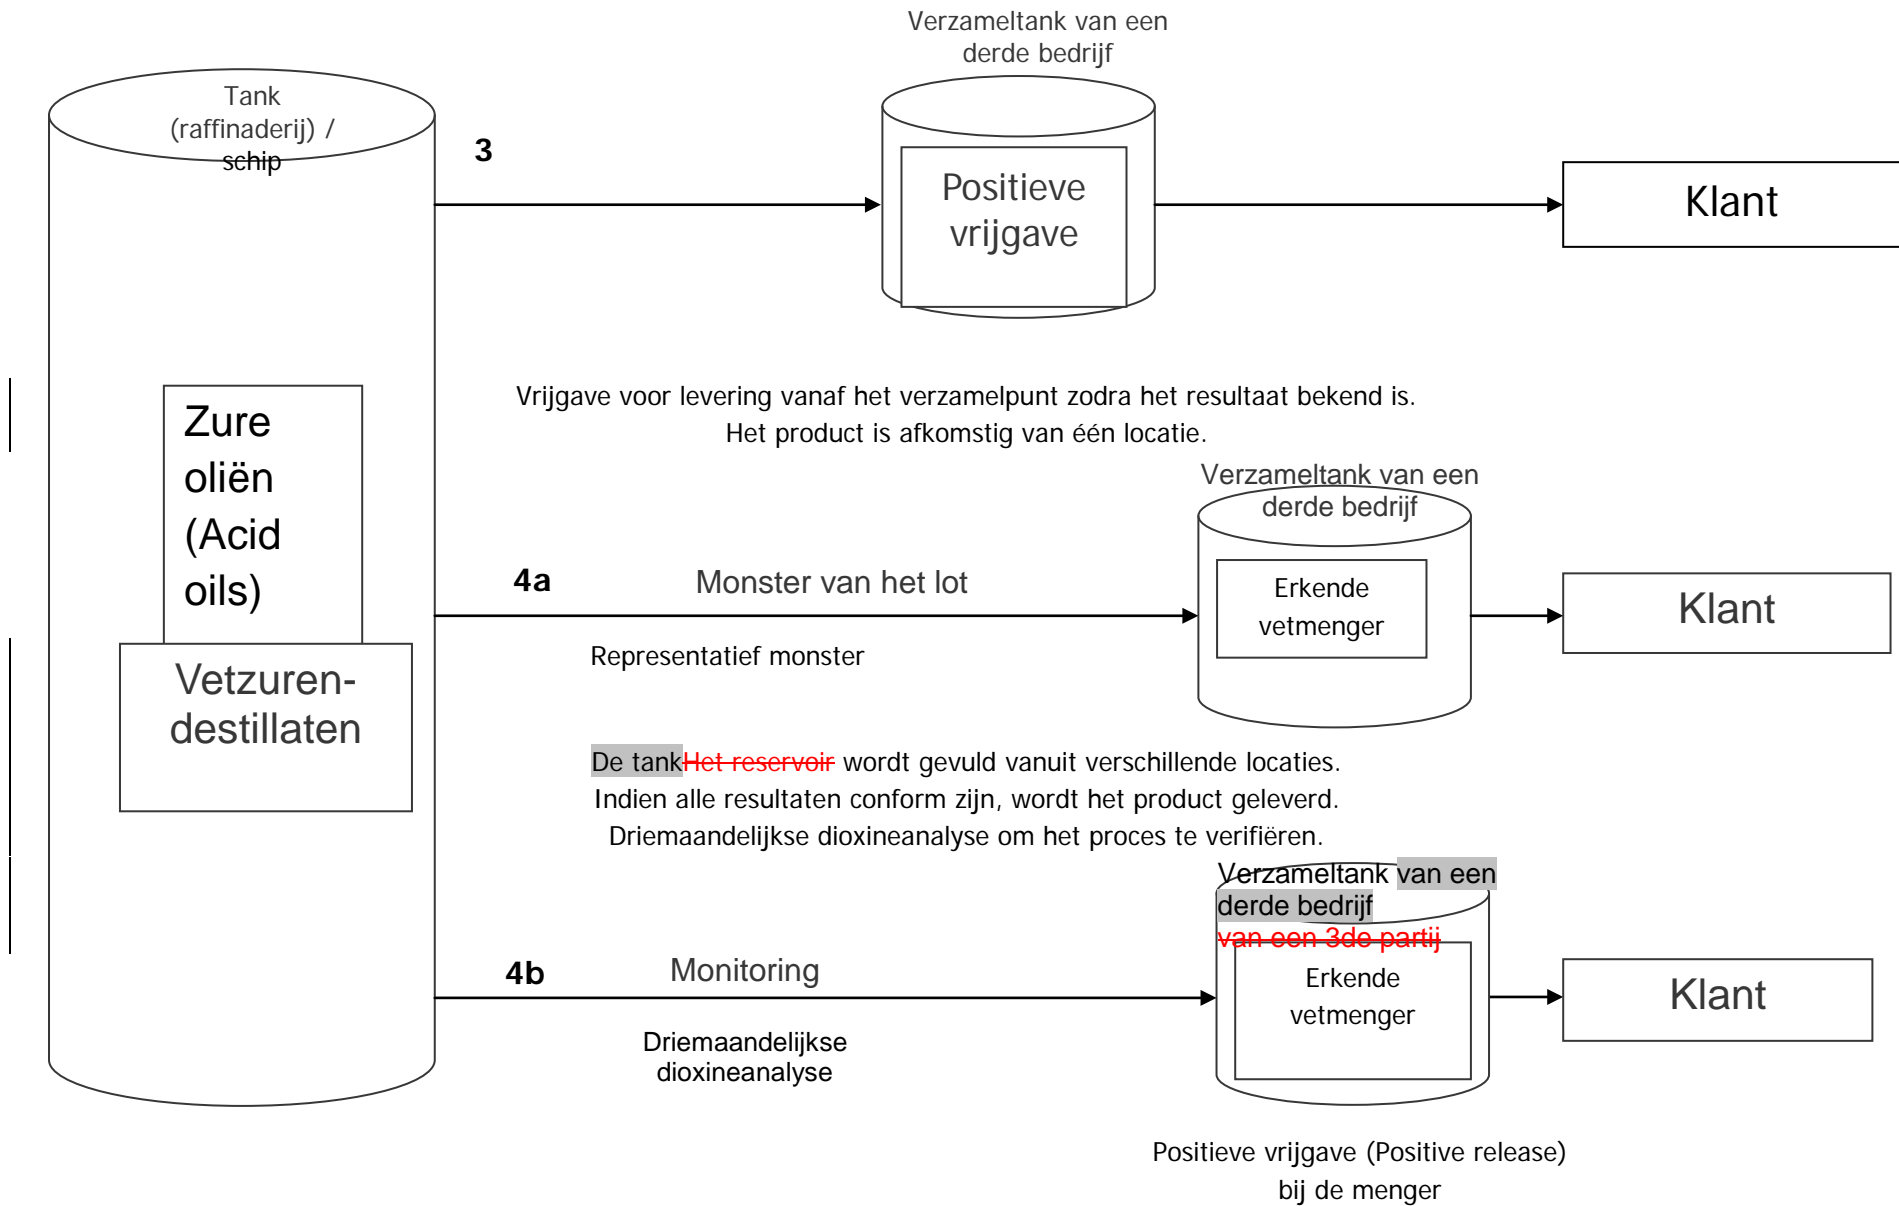 Verzameltank van een
derde bedrijf
Tank
(raffinaderij) /
schip
3
Positieve
vrijgave
Klant
Vrijgave voor levering vanaf het verzamelpunt zodra het resultaat bekend is.
Het product is afkomstig van één locatie.
Zure
oliën
(Acid
oils)
Verzameltank van een
derde bedrijf
4a
Monster van het lot
Erkende
vetmenger
Klant
Representatief monster
Vetzuren-
destillaten
De tankHet reservoir wordt gevuld vanuit verschillende locaties.
Indien alle resultaten conform zijn, wordt het product geleverd.
Driemaandelijkse dioxineanalyse om het proces te verifiëren.
Verzameltank van een
derde bedrijf
van een 3de partij
4b
Monitoring
Erkende
vetmenger
Klant
Driemaandelijkse
dioxineanalyse
Positieve vrijgave (Positive release)
bij de menger